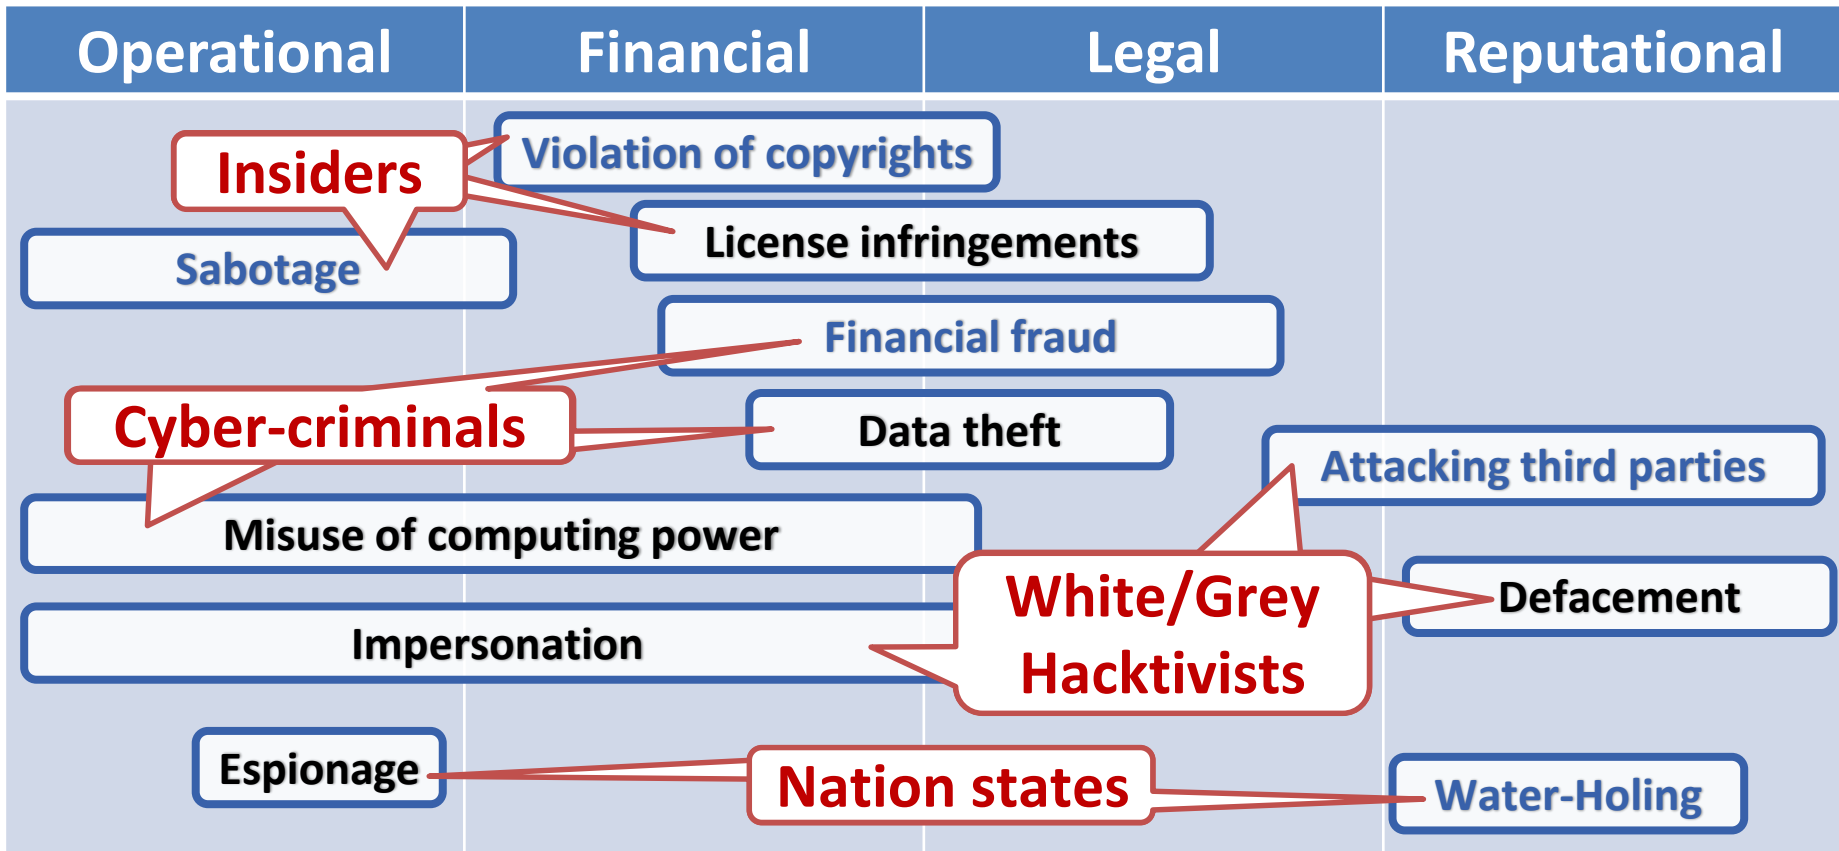 Operational
Financial
Legal
Reputational
Violation of copyrights
Insiders
License infringements
Sabotage
Financial fraud
Cyber-criminals
Data theft
Attacking third parties
Misuse of computing power
White/Grey
Hacktivists
Defacement
Impersonation
Espionage
Nation states
Water-Holing